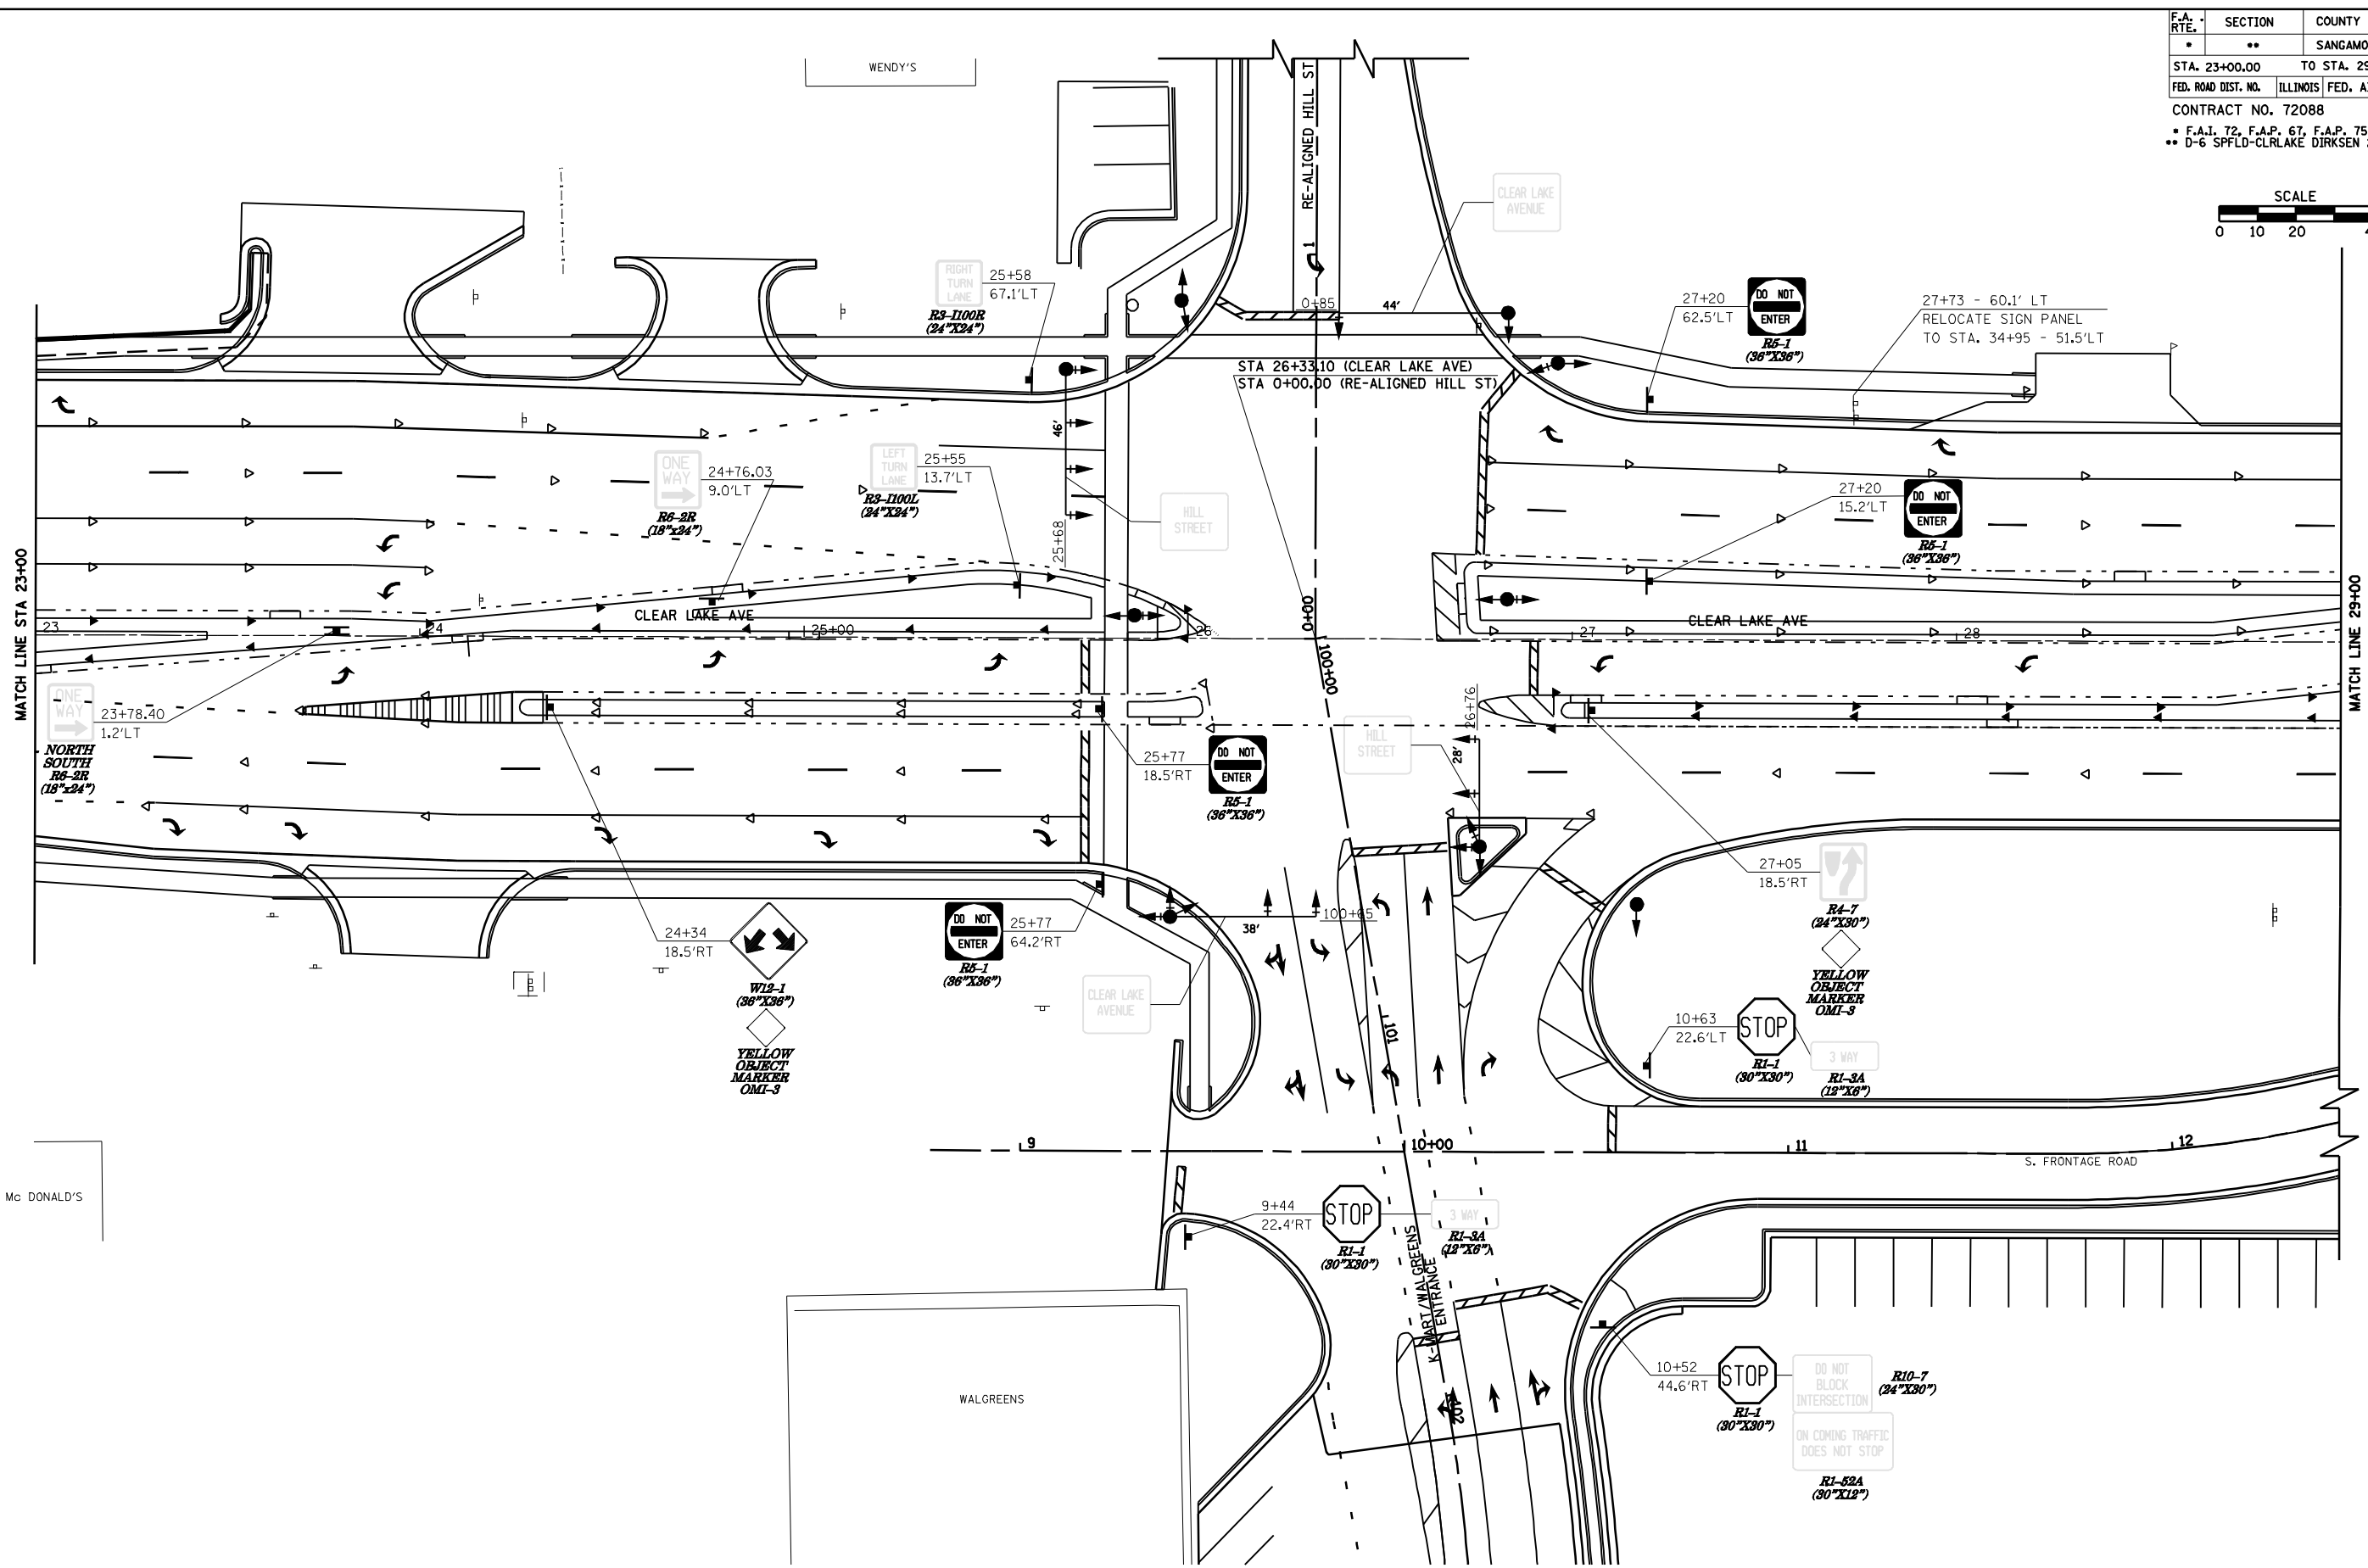 F.A. RTE. SECTION COUNTY
* ** SANGAMO
STA. 23+00.00 TO STA. 29
FED. ROAD DIST. NO. ILLINOIS FED. A
CONTRACT NO. 72088
* F.A.I. 72, F.A.P. 67, F.A.P. 75
** D-6 SPFLD-CLRLAKE DIRKSEN
SCALE
0 10 20 4
WENDY'S
RE-ALIGNED HILL ST
1
CLEAR LAKE
AVENUE
RIGHT
TURN
LANE
R3-I100R
(24"X24")
25+58
67.1'LT
0+85
44'
27+20
62.5'LT
DO NOT
ENTER
R5-1
(36"X36")
27+73 - 60.1' LT
RELOCATE SIGN PANEL
TO STA. 34+95 - 51.5'LT
STA 26+33.10 (CLEAR LAKE AVE)
STA 0+00.00 (RE-ALIGNED HILL ST)
46'
ONE
WAY
R6-2R
(18"x24")
24+76.03
9.0'LT
LEFT
TURN
LANE
R3-I100L
(24"X24")
25+55
13.7'LT
25+68
HILL
STREET
27+20
15.2'LT
DO NOT
ENTER
R5-1
(36"X36")
MATCH LINE STA 23+00
MATCH LINE 29+00
23
24
CLEAR LAKE AVE
25+00
26
0+00
100+00
27
CLEAR LAKE AVE
28
ONE
WAY
23+78.40
1.2'LT
NORTH
SOUTH
R6-2R
(18"x24")
25+77
18.5'RT
DO NOT
ENTER
R5-1
(36"X36")
HILL
STREET
26+76
28'
24+34
18.5'RT
W12-1
(36"X36")
YELLOW
OBJECT
MARKER
OMI-3
DO NOT
ENTER
R5-1
(36"X36")
25+77
64.2'RT
38'
100+65
CLEAR LAKE
AVENUE
27+05
18.5'RT
R4-7
(24"X30")
YELLOW
OBJECT
MARKER
OMI-3
101
10+63
22.6'LT
STOP
R1-1
(30"X30")
3 WAY
R1-3A
(12"X6")
9
10+00
11
12
S. FRONTAGE ROAD
Mc DONALD'S
9+44
22.4'RT
STOP
R1-1
(30"X30")
3 WAY
R1-3A
(12"X6")
K-MART/WALGREENS
ENTRANCE
102
WALGREENS
10+52
44.6'RT
STOP
R1-1
(30"X30")
DO NOT
BLOCK
INTERSECTION
R10-7
(24"X30")
ON COMING TRAFFIC
DOES NOT STOP
R1-52A
(30"X12")